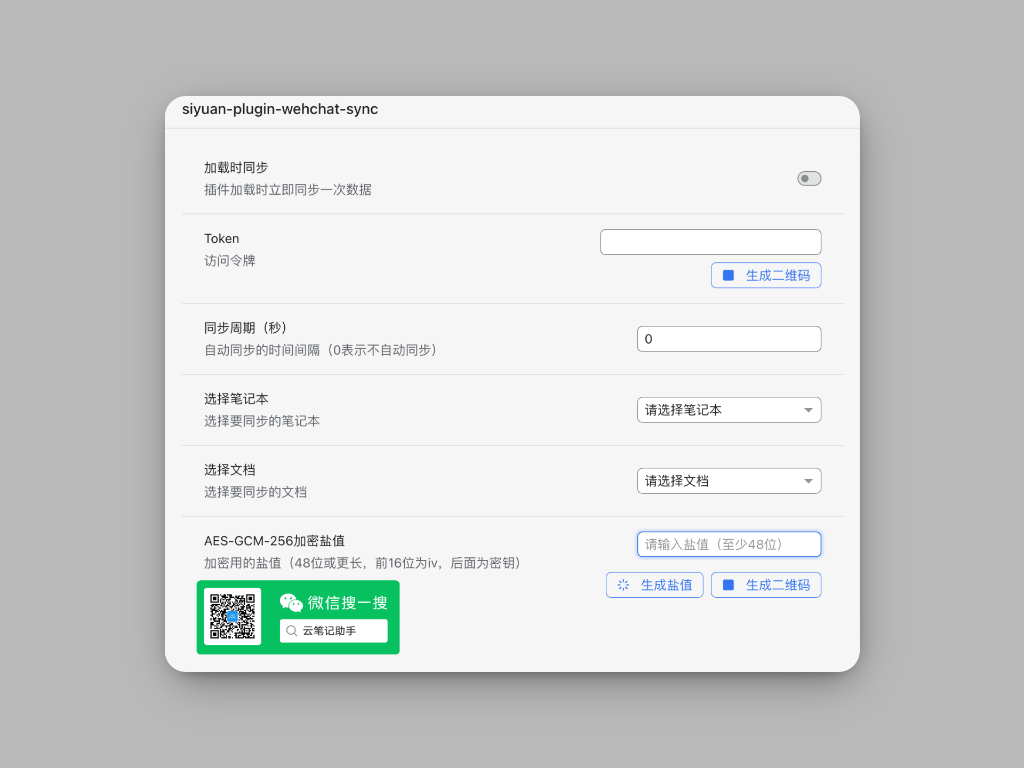 siyuan-plugin-wehchat-sync
加载时同步
插件加载时立即同步一次数据
Token
访问令牌
生成二维码
同步周期（秒）
自动同步的时间间隔（0表示不自动同步）
0
选择笔记本
选择要同步的笔记本
请选择笔记本
选择文档
选择要同步的文档
请选择文档
AES-GCM-256加密盐值
加密用的盐值（48位或更长，前16位为iv，后面为密钥）
请输入盐值（至少48位）
生成盐值
生成二维码
微信搜一搜
云笔记助手